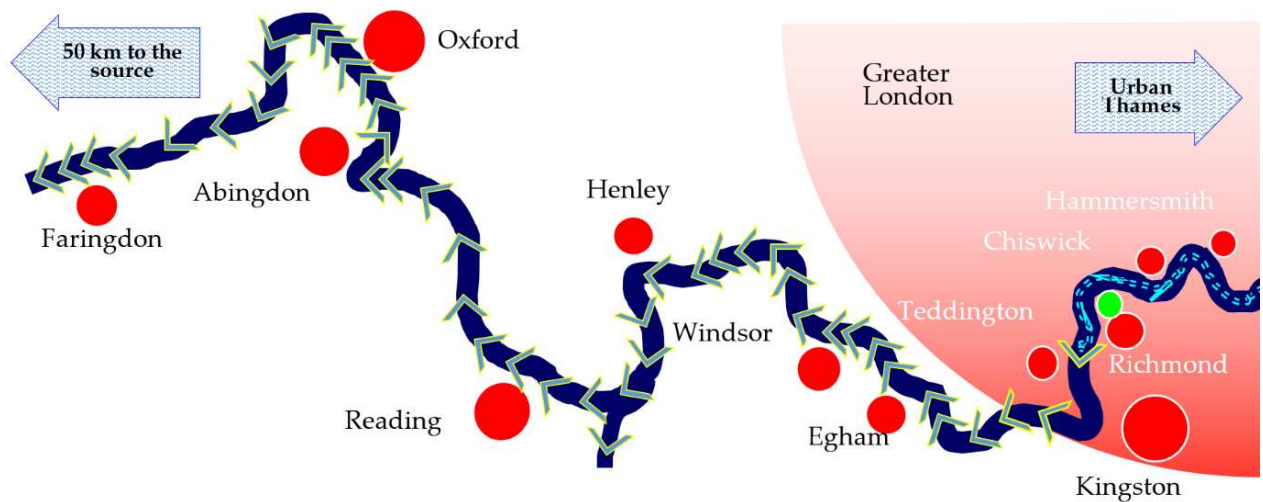 50 km to the
source
Oxford
Greater
London
Urban
Thames
Abingdon
Henley
Hammersmith
Faringdon
Chiswick
Windsor
Teddington
Richmond
Reading
Egham
Kingston